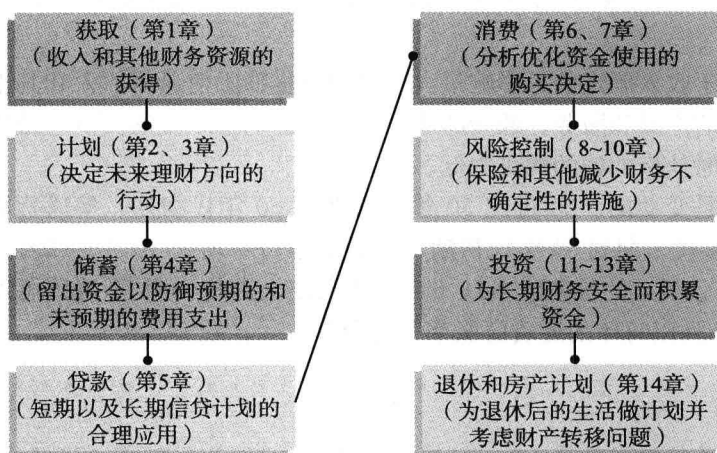 获取（第1章）
（收入和其他财务资源的
获得）
计划（第2、3章）
（决定未来理财方向的
行动）
储蓄（第4章）
（留出资金以防御预期的和
未预期的费用支出）
贷款（第5章）
（短期以及长期信贷计划的
合理应用）
消费（第6、7章）
（分析优化资金使用的
购买决定）
风险控制（8~10章）
（保险和其他减少财务不
确定性的措施）
投资（11~13章）
（为长期财务安全而积累
资金）
退休和房产计划（第14章）
（为退休后的生活做计划并
考虑财产转移问题）